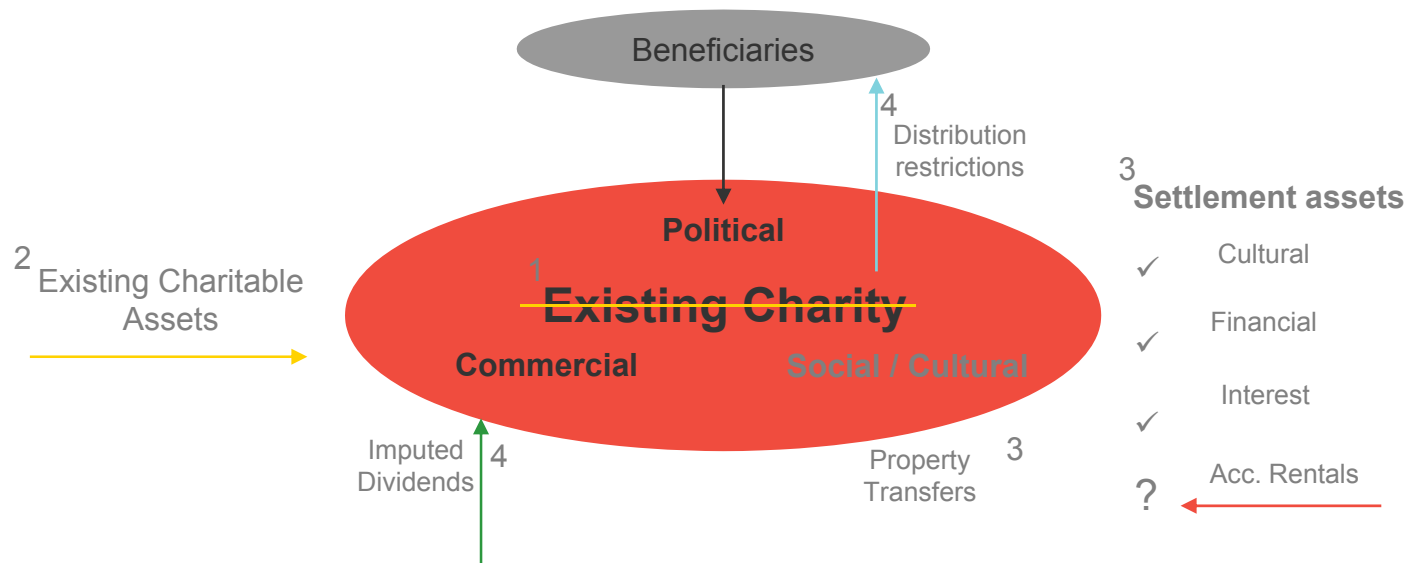 Beneficiaries
4
Distribution
restrictions
3
Settlement assets
Political
2
Existing Charitable
Assets
1
Existing Charity
Commercial
Social / Cultural
✓ Cultural
✓ Financial
✓ Interest
? Acc. Rentals
Imputed
Dividends
4
Property
Transfers
3